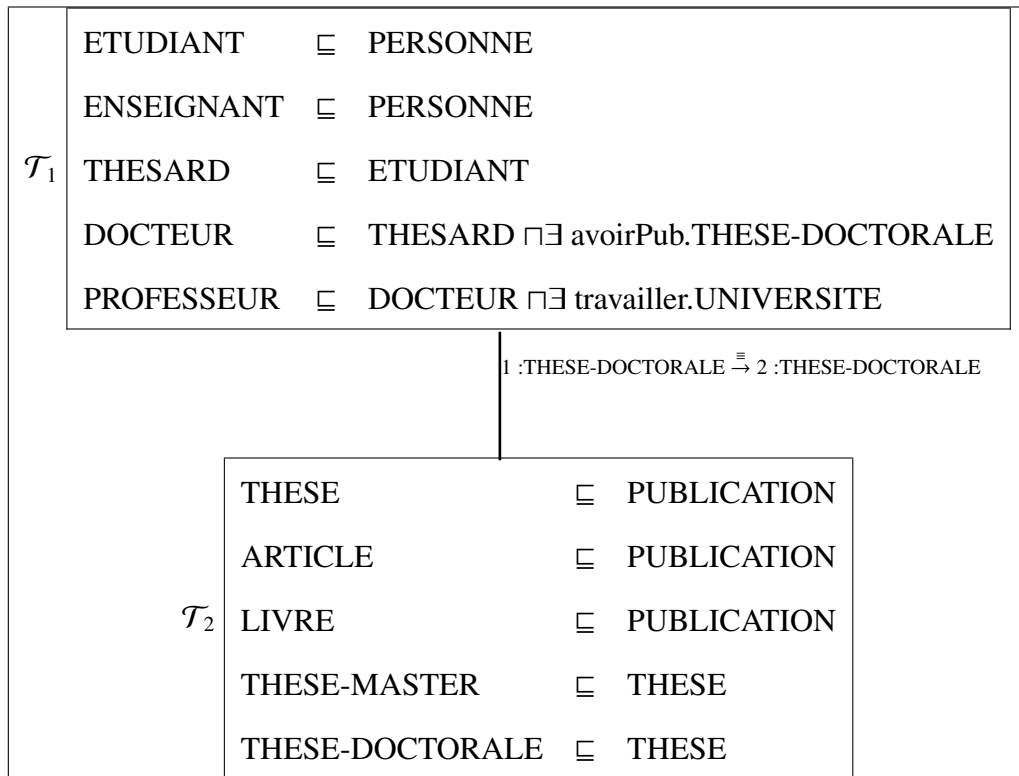 ETUDIANT ⊑ PERSONNE
ENSEIGNANT ⊑ PERSONNE
𝒯1 THESARD ⊑ ETUDIANT
DOCTEUR ⊑ THESARD ⊓∃ avoirPub.THESE-DOCTORALE
PROFESSEUR ⊑ DOCTEUR ⊓∃ travailler.UNIVERSITE
1 :THESE-DOCTORALE ≡→ 2 :THESE-DOCTORALE
THESE ⊑ PUBLICATION
ARTICLE ⊑ PUBLICATION
𝒯2 LIVRE ⊑ PUBLICATION
THESE-MASTER ⊑ THESE
THESE-DOCTORALE ⊑ THESE